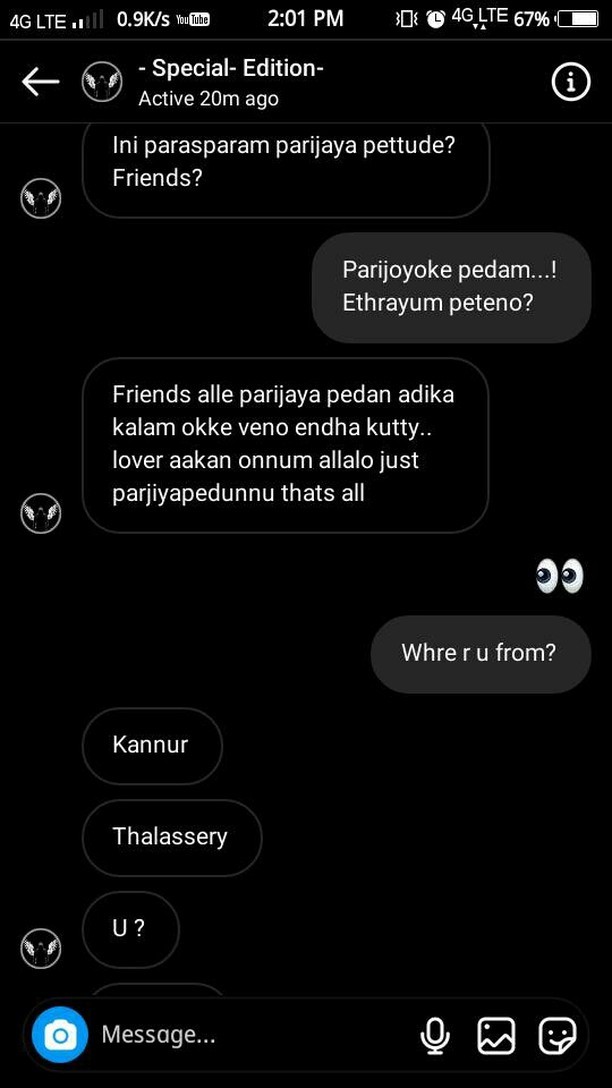 4G LTE 0.9K/s YouTube 2:01 PM 4G LTE 67%
- Special- Edition-
Active 20m ago
Ini parasparam parijaya pettude?
Friends?
Parijoyoke pedam...!
Ethrayum peteno?
Friends alle parijaya pedan adika
kalam okke veno endha kutty..
lover aakan onnum allalo just
parjiyapedunnu thats all
👀
Whre r u from?
Kannur
Thalassery
U ?
Message...